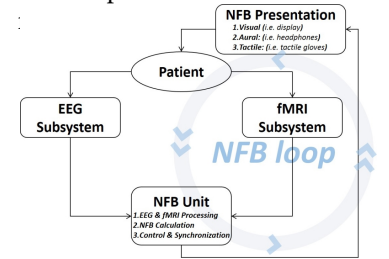 NFB Presentation
1.Visual (i.e. display)
2.Aural: (i.e. headphones)
3.Tactile: (i.e. tactile gloves)
Patient
EEG
Subsystem
fMRI
Subsystem
NFB loop
NFB Unit
1.EEG & fMRI Processing
2.NFB Calculation
3.Control & Synchronization